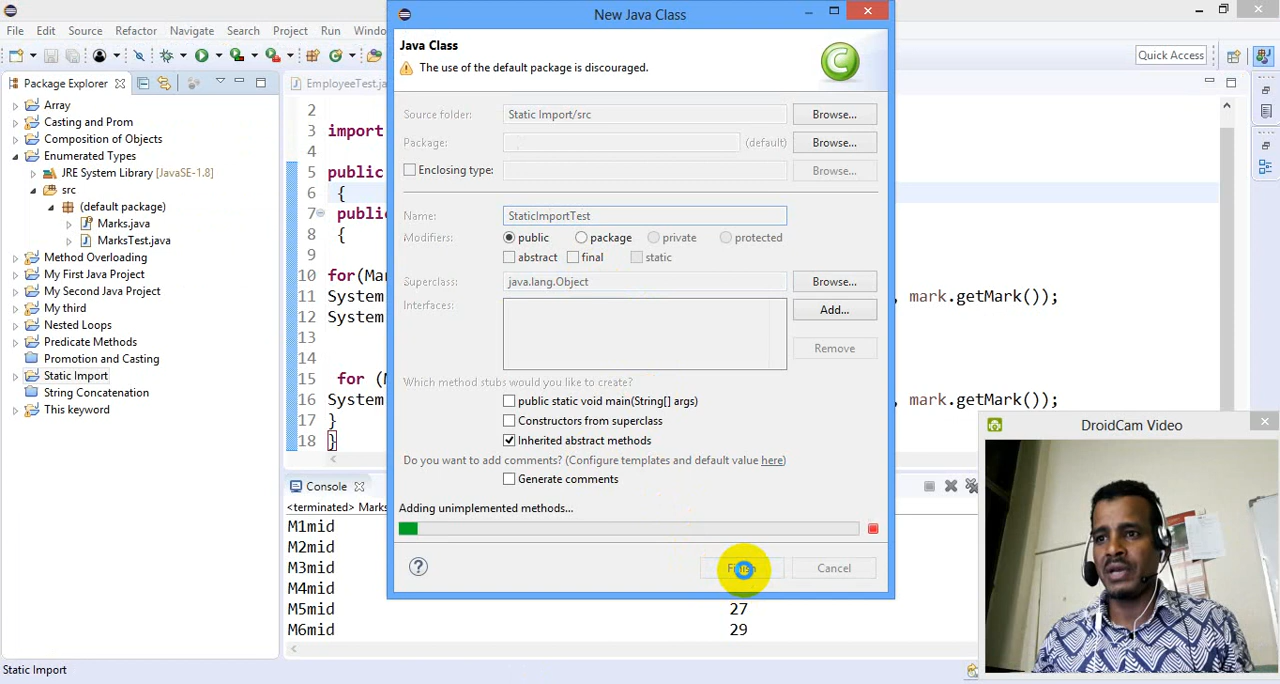 New Java Class
File Edit Source Refactor Navigate Search Project Run Windo
Quick Access
Java Class
The use of the default package is discouraged.
Source folder: Static Import/src Browse...
Package: (default) Browse...
Enclosing type: Browse...
Name: StaticImportTest
Modifiers: public package private protected
abstract final static
Superclass: java.lang.Object Browse...
Interfaces: Add...
Remove
Which method stubs would you like to create?
public static void main(String[] args)
Constructors from superclass
Inherited abstract methods
Do you want to add comments? (Configure templates and default value here)
Generate comments
Adding unimplemented methods...
Finish Cancel
Package Explorer
Array
Casting and Prom
Composition of Objects
Enumerated Types
JRE System Library [JavaSE-1.8]
src
(default package)
Marks.java
MarksTest.java
Method Overloading
My First Java Project
My Second Java Project
My third
Nested Loops
Predicate Methods
Promotion and Casting
Static Import
String Concatenation
This keyword
EmployeeTest.j
2
3 import
4
5 public
6 {
7 public
8 {
9
10 for(Ma
11 System , mark.getMark());
12 System
13
14
15 for (M
16 System , mark.getMark());
17 }
18 }
DroidCam Video
Console
<terminated> Marks
M1mid
M2mid
M3mid
M4mid
M5mid 27
M6mid 29
Static Import